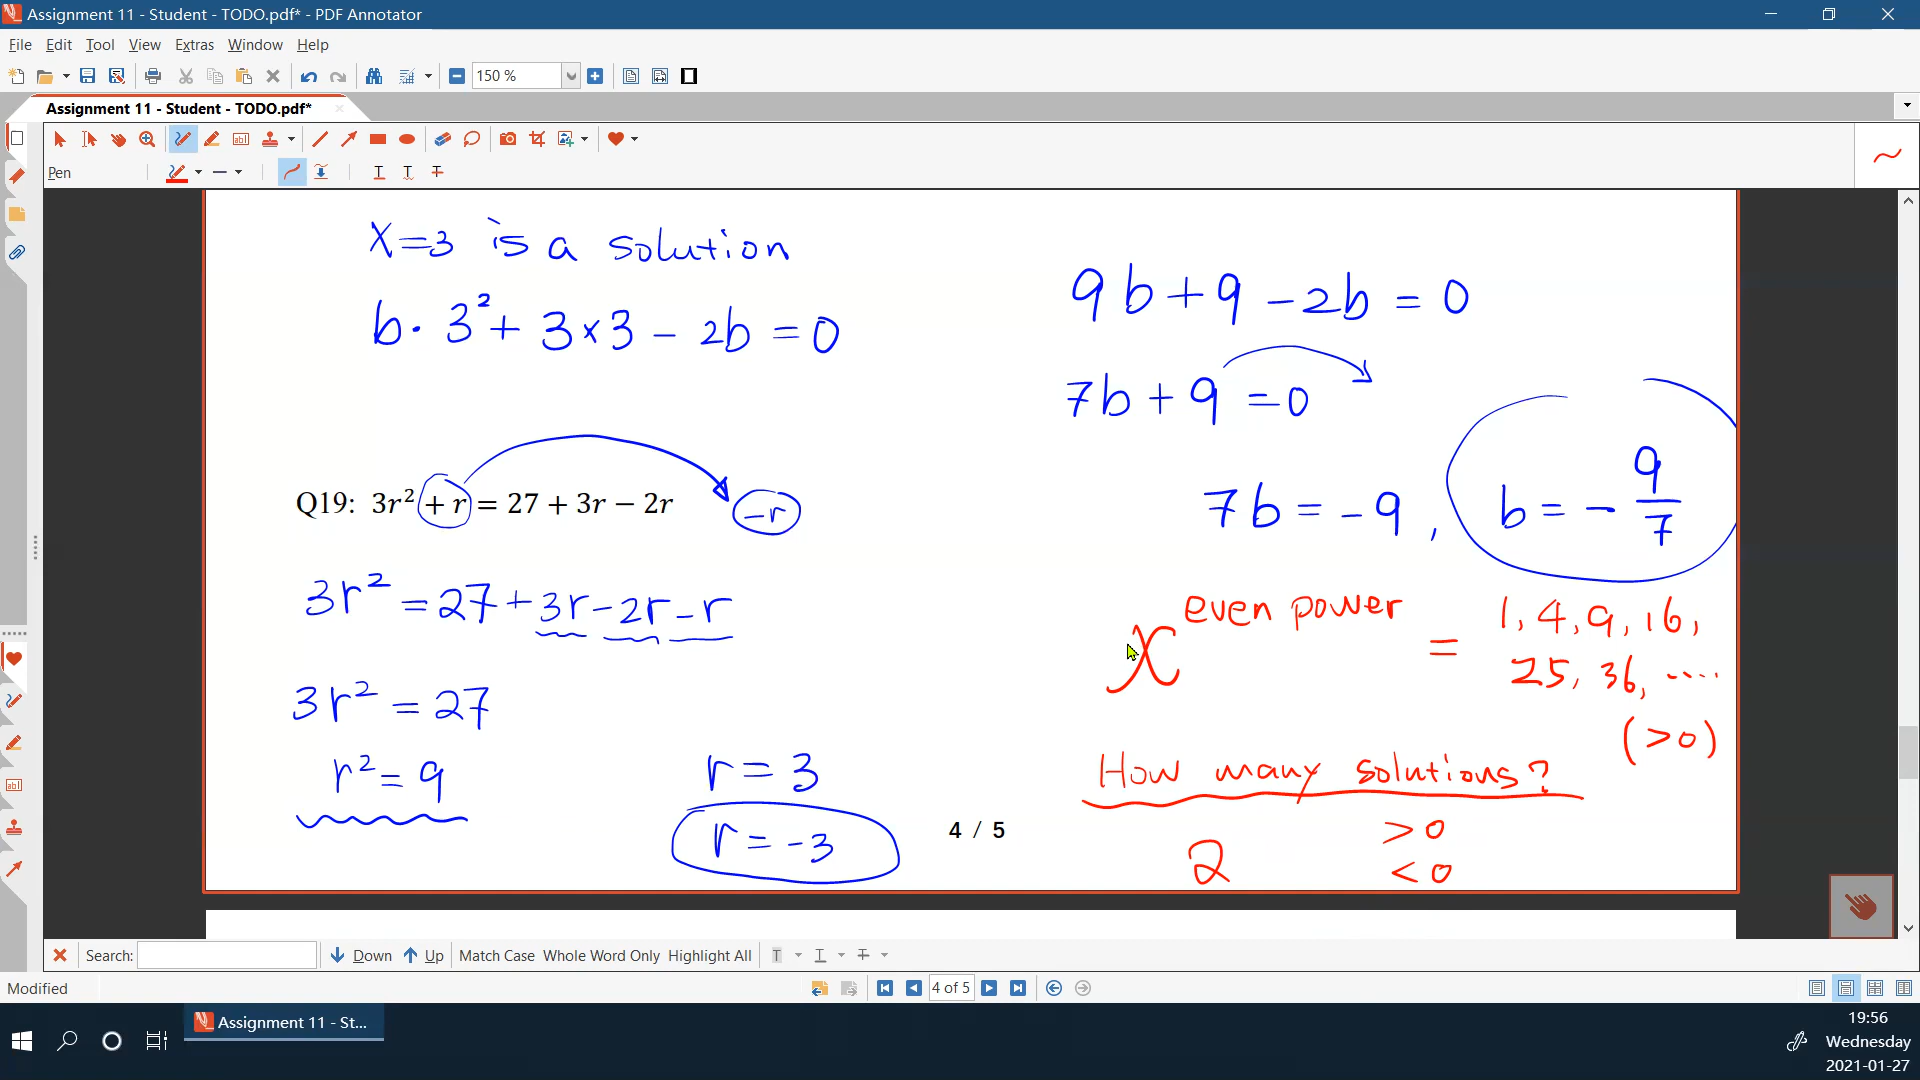 Assignment 11 - Student - TODO.pdf* - PDF Annotator
File Edit Tool View Extras Window Help
150 %
Assignment 11 - Student - TODO.pdf*
Pen
x=3 is a solution
b· 3² + 3×3 - 2b = 0
9b+9 -2b = 0
7b + 9 = 0
7b = -9, b = - 9/7
Q19: 3r² + r = 27 + 3r − 2r
-r
3r² = 27 + 3r - 2r - r
3r² = 27
r² = 9
r = 3
r = -3
x^even power = 1, 4, 9, 16,
25, 36, ....
(>0)
How many solutions?
2
>0
<0
4 / 5
Search: Down Up Match Case Whole Word Only Highlight All
Modified
4 of 5
Assignment 11 - St...
19:56
Wednesday
2021-01-27